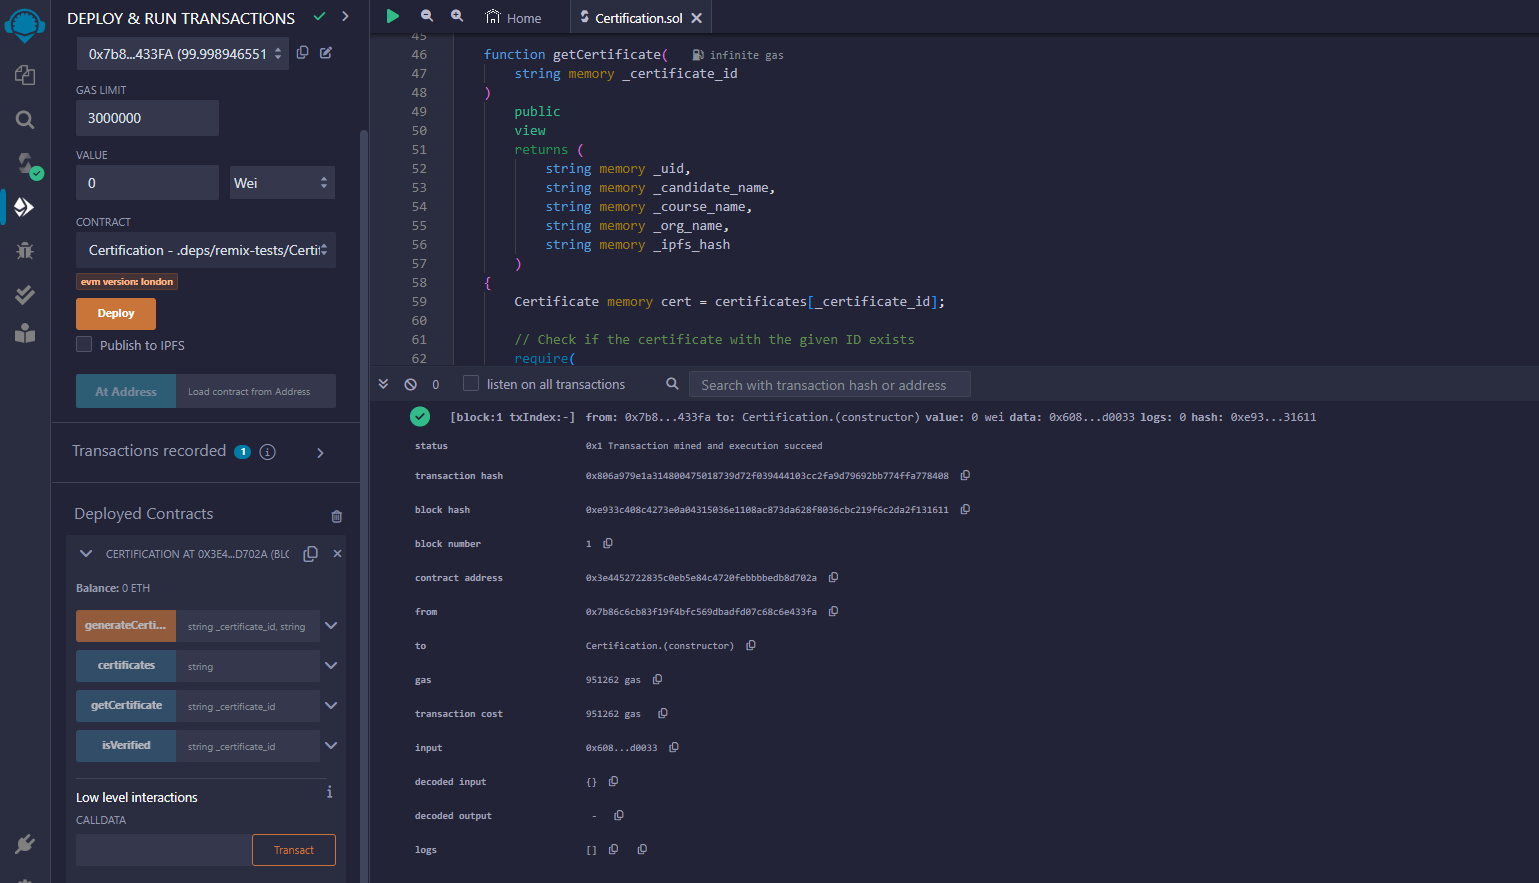 DEPLOY & RUN TRANSACTIONS
0x7b8...433FA (99.998946551
GAS LIMIT
3000000
VALUE
0
Wei
CONTRACT
Certification - .deps/remix-tests/Certif
evm version: london
Deploy
Publish to IPFS
At Address
Load contract from Address
Transactions recorded 1 i
Deployed Contracts
CERTIFICATION AT 0X3E4...D702A (BLO
Balance: 0 ETH
generateCerti...
string _certificate_id, string
certificates
string
getCertificate
string _certificate_id
isVerified
string _certificate_id
Low level interactions
i
CALLDATA
Transact
Home
Certification.sol
45
46 function getCertificate( infinite gas
47 string memory _certificate_id
48 )
49 public
50 view
51 returns (
52 string memory _uid,
53 string memory _candidate_name,
54 string memory _course_name,
55 string memory _org_name,
56 string memory _ipfs_hash
57 )
58 {
59 Certificate memory cert = certificates[_certificate_id];
60
61 // Check if the certificate with the given ID exists
62 require(
0
listen on all transactions
Search with transaction hash or address
[block:1 txIndex:-] from: 0x7b8...433fa to: Certification.(constructor) value: 0 wei data: 0x608...d0033 logs: 0 hash: 0xe93...31611
status 0x1 Transaction mined and execution succeed
transaction hash 0x806a979e1a314800475018739d72f039444103cc2fa9d79692bb774ffa778408
block hash 0xe933c408c4273e0a04315036e1108ac873da628f8036cbc219f6c2da2f131611
block number 1
contract address 0x3e4452722835c0eb5e84c4720febbbbedb8d702a
from 0x7b86c6cb83f19f4bfc569dbadfd07c68c6e433fa
to Certification.(constructor)
gas 951262 gas
transaction cost 951262 gas
input 0x608...d0033
decoded input {}
decoded output -
logs []